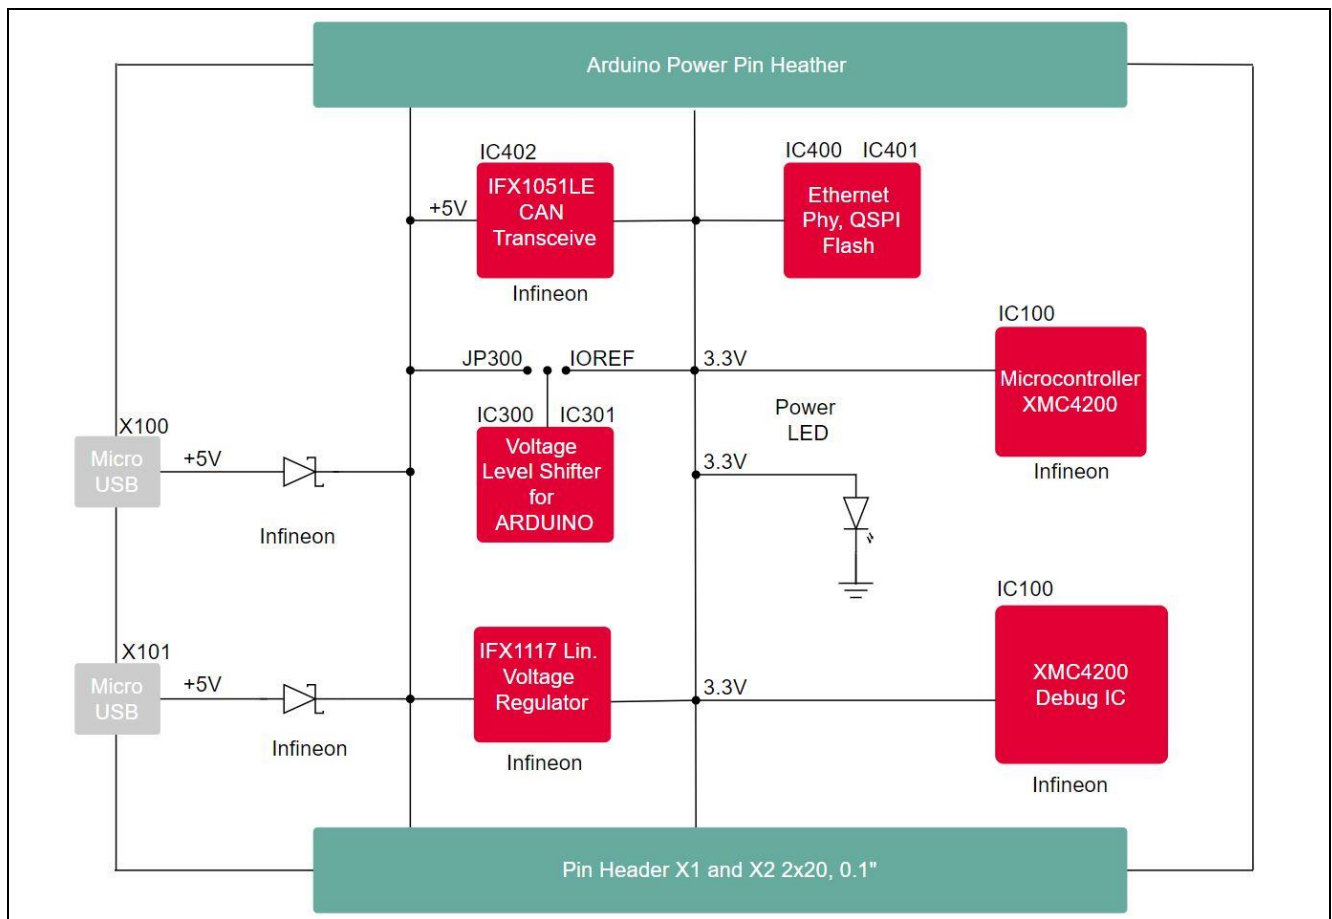 Arduino Power Pin Heather
IC402
IC400 IC401
IFX1051LE
CAN
Transceive
+5V
Ethernet
Phy, QSPI
Flash
Infineon
IC100
JP300
IOREF
3.3V
Microcontroller
XMC4200
Infineon
IC300 IC301
Voltage
Level Shifter
for
ARDUINO
Power
LED
X100
Micro
USB
+5V
Infineon
3.3V
IC100
X101
Micro
USB
+5V
Infineon
IFX1117 Lin.
Voltage
Regulator
Infineon
3.3V
XMC4200
Debug IC
Infineon
Pin Header X1 and X2 2x20, 0.1"